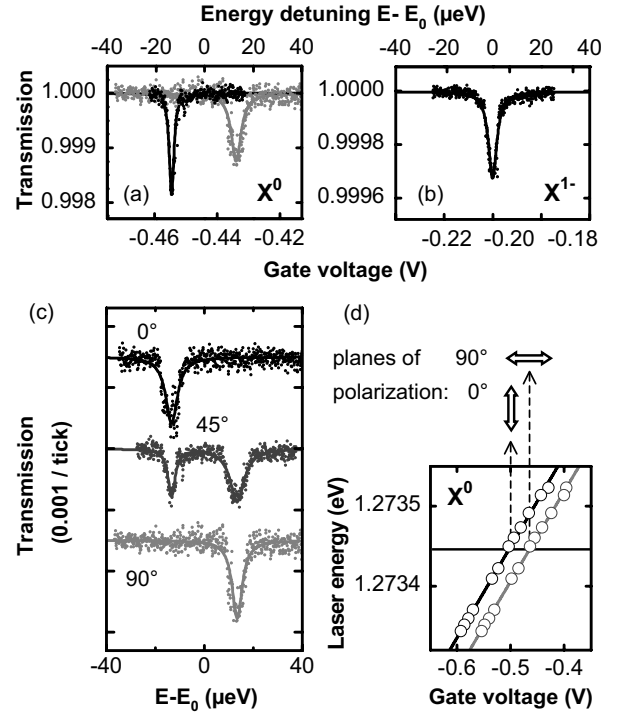 Energy detuning E- E₀ (µeV)
-40 -20 0 20 40
-40 -20 0 20 40
Transmission
1.000
0.999
0.998
(a)
X⁰
-0.46 -0.44 -0.42
1.0000
0.9998
0.9996
(b)
X¹⁻
-0.22 -0.20 -0.18
Gate voltage (V)
(c)
0°
45°
90°
Transmission
(0.001 / tick)
-40 0 40
E-E₀ (µeV)
(d)
planes of 90°
polarization: 0°
X⁰
Laser energy (eV)
1.2735
1.2734
-0.6 -0.5 -0.4
Gate voltage (V)